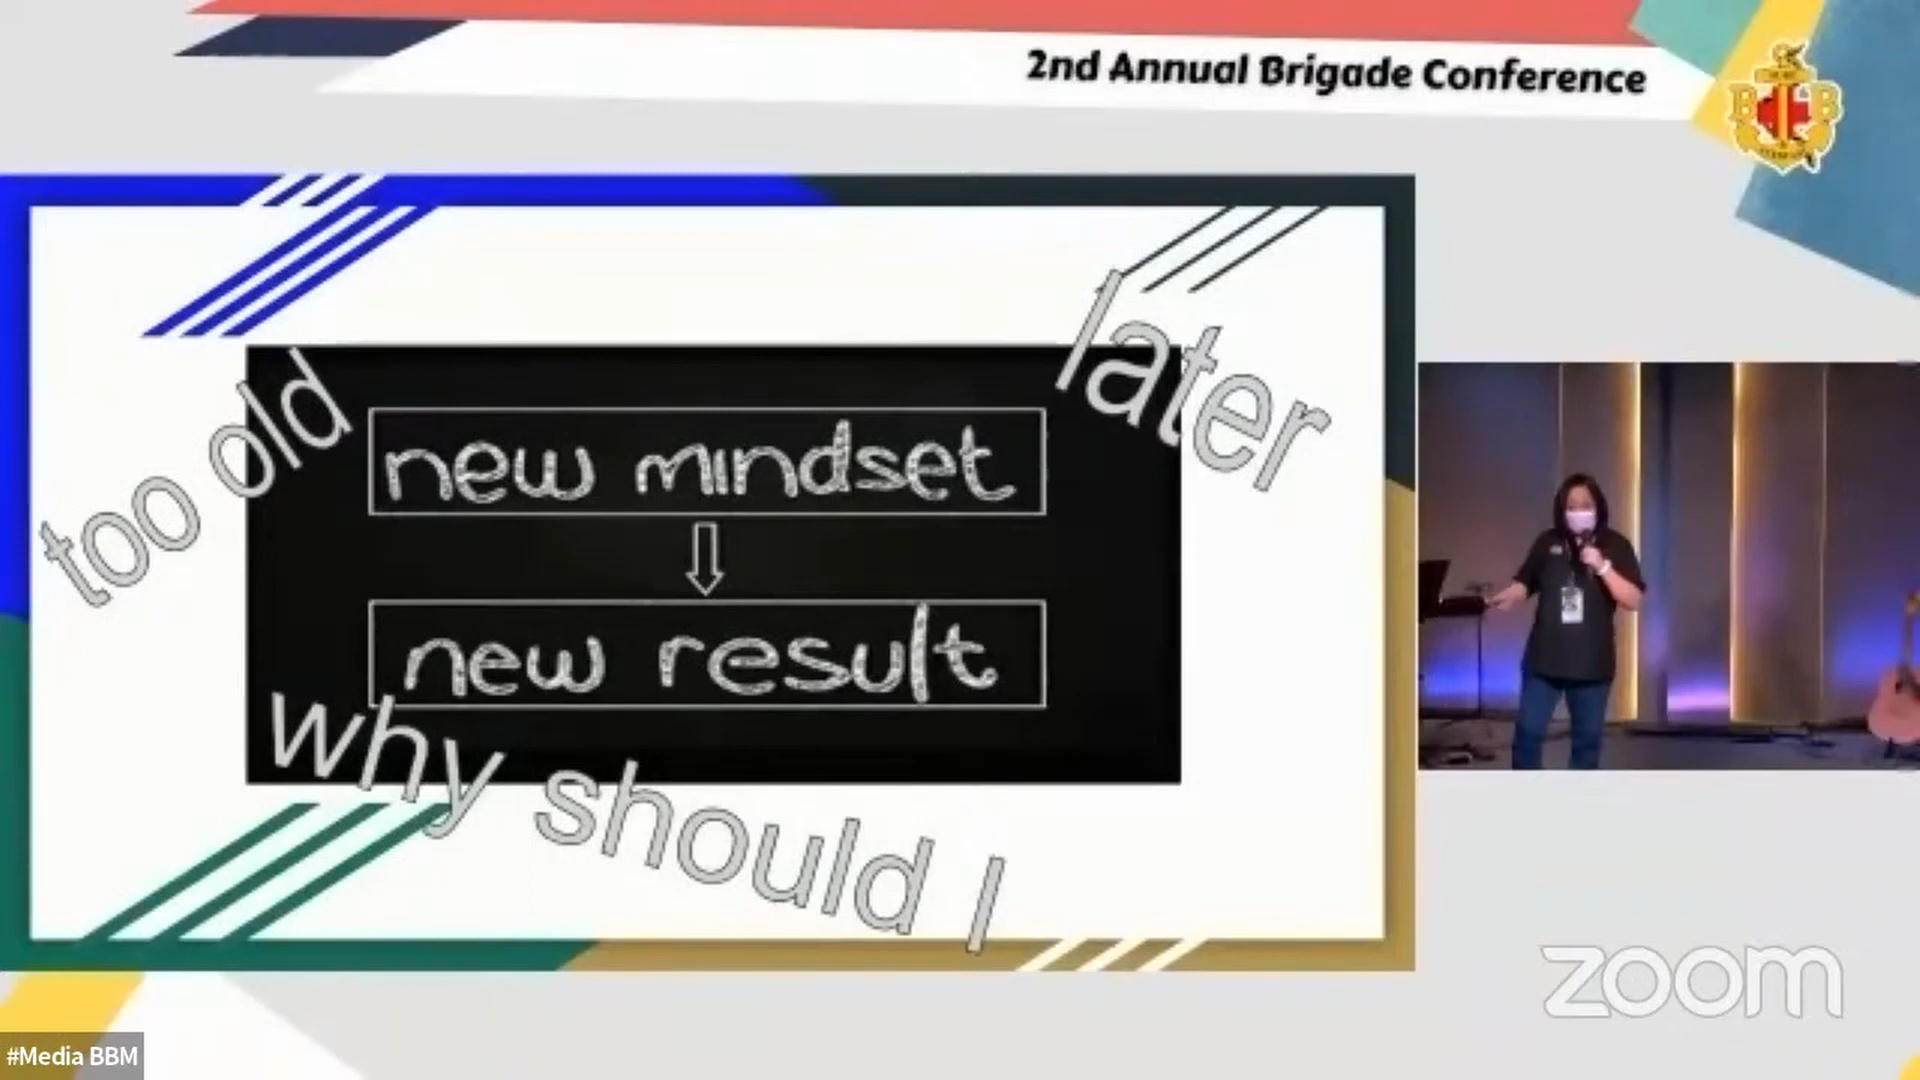 2nd Annual Brigade Conference
B B
too old
later
new mindset
new result
why should I
zoom
#Media BBM